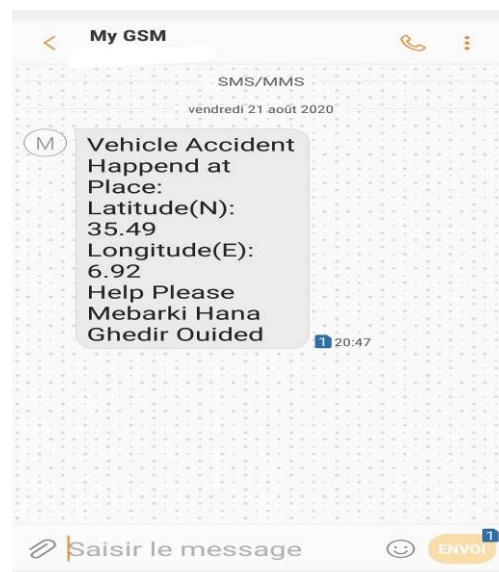 My GSM
SMS/MMS
vendredi 21 août 2020
M
Vehicle Accident
Happend at
Place:
Latitude(N):
35.49
Longitude(E):
6.92
Help Please
Mebarki Hana
Ghedir Ouided
1 20:47
Saisir le message
ENVOI
1